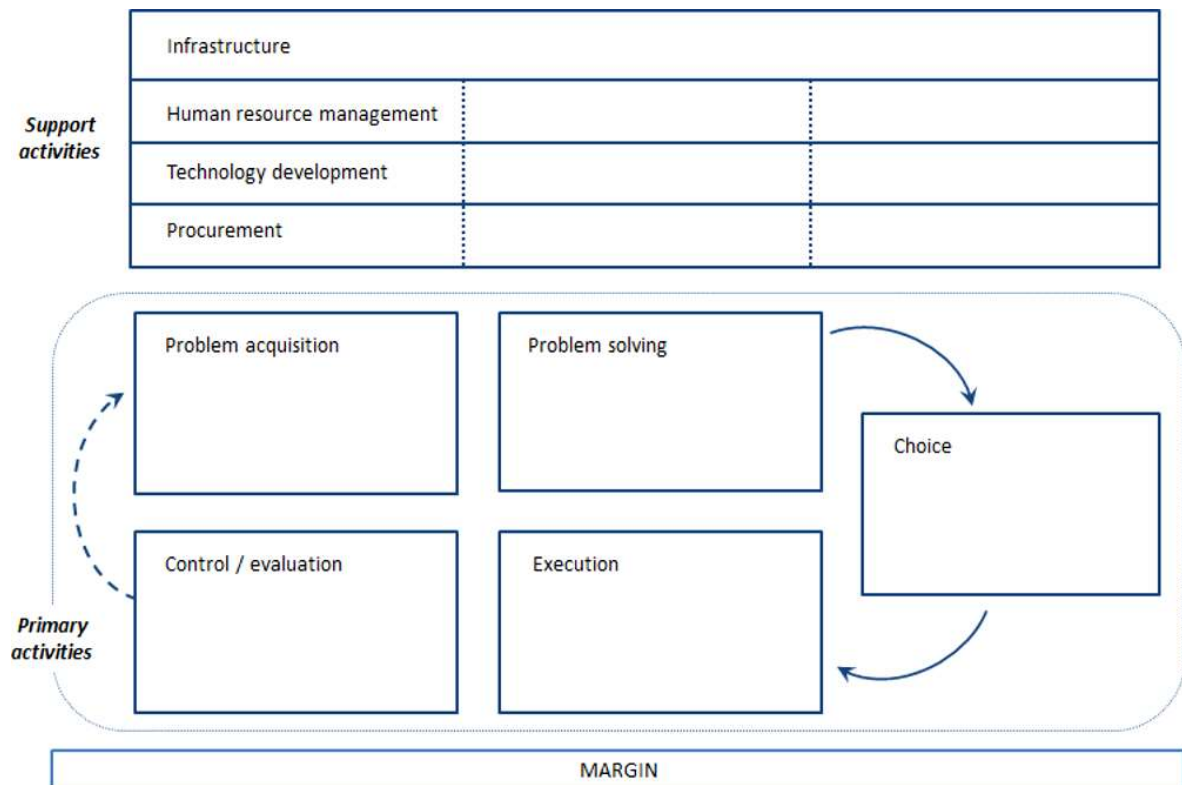 Infrastructure
Support
activities
Human resource management
Technology development
Procurement
Problem acquisition
Problem solving
Choice
Control / evaluation
Execution
Primary
activities
MARGIN